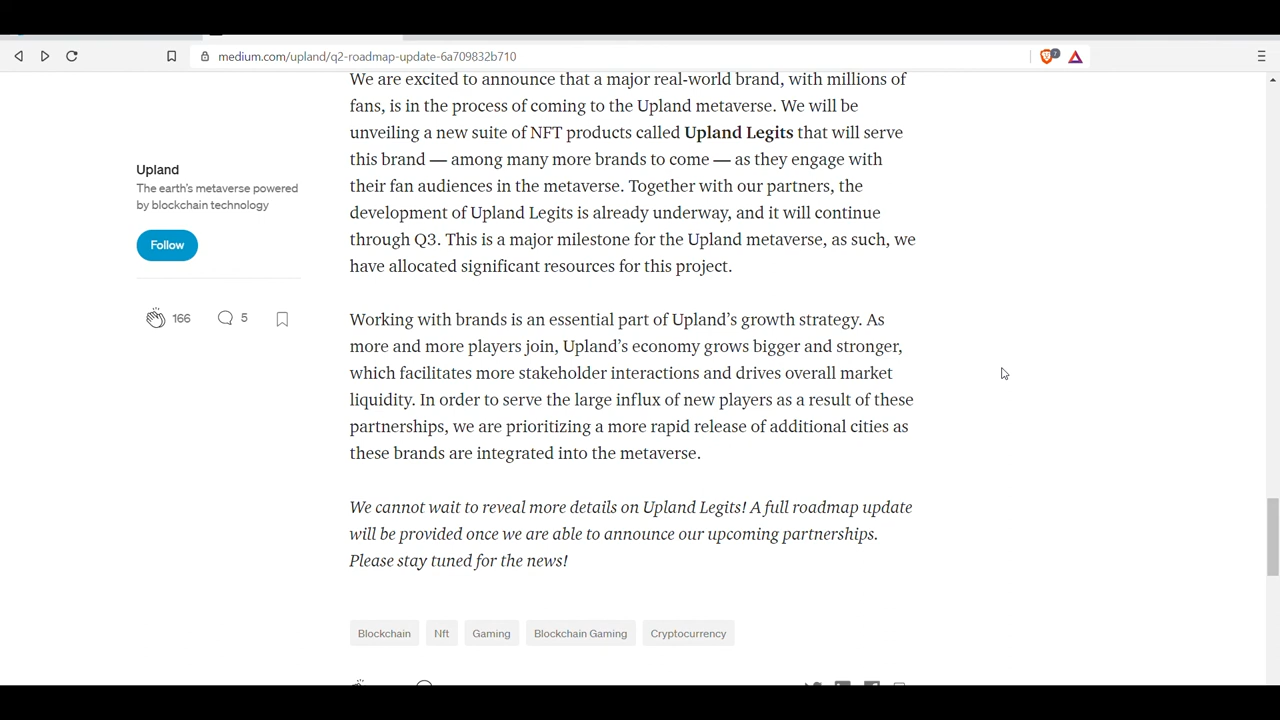 medium.com/upland/q2-roadmap-update-6a709832b710
7
We are excited to announce that a major real-world brand, with millions of
fans, is in the process of coming to the Upland metaverse. We will be
unveiling a new suite of NFT products called Upland Legits that will serve
this brand — among many more brands to come — as they engage with
their fan audiences in the metaverse. Together with our partners, the
development of Upland Legits is already underway, and it will continue
through Q3. This is a major milestone for the Upland metaverse, as such, we
have allocated significant resources for this project.
Upland
The earth's metaverse powered
by blockchain technology
Follow
166
5
Working with brands is an essential part of Upland's growth strategy. As
more and more players join, Upland's economy grows bigger and stronger,
which facilitates more stakeholder interactions and drives overall market
liquidity. In order to serve the large influx of new players as a result of these
partnerships, we are prioritizing a more rapid release of additional cities as
these brands are integrated into the metaverse.
We cannot wait to reveal more details on Upland Legits! A full roadmap update
will be provided once we are able to announce our upcoming partnerships.
Please stay tuned for the news!
Blockchain
Nft
Gaming
Blockchain Gaming
Cryptocurrency